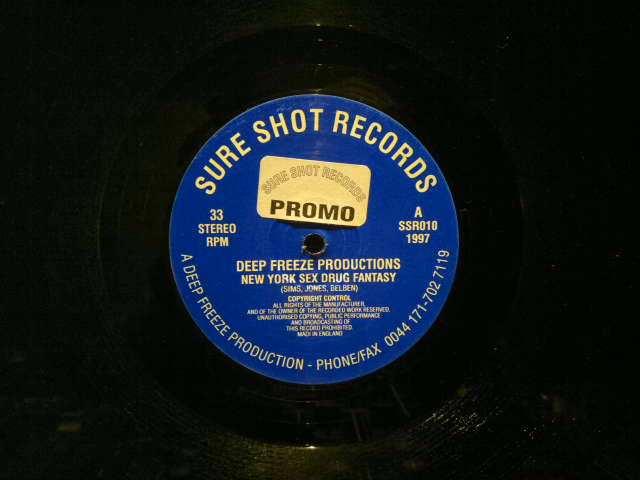 SURE SHOT RECORDS
SURE SHOT RECORDS
PROMO
33
STEREO
RPM
A
SSR010
1997
DEEP FREEZE PRODUCTIONS
NEW YORK SEX DRUG FANTASY
(SIMS, JONES, BELBEN)
COPYRIGHT CONTROL
ALL RIGHTS OF THE MANUFACTURER,
AND OF THE OWNER OF THE RECORDED WORK RESERVED,
UNAUTHORISED COPYING, PUBLIC PERFORMANCE
AND BROADCASTING OF
THIS RECORD PROHIBITED.
MADE IN ENGLAND
A DEEP FREEZE PRODUCTION - PHONE/FAX 0044 171-702 7119